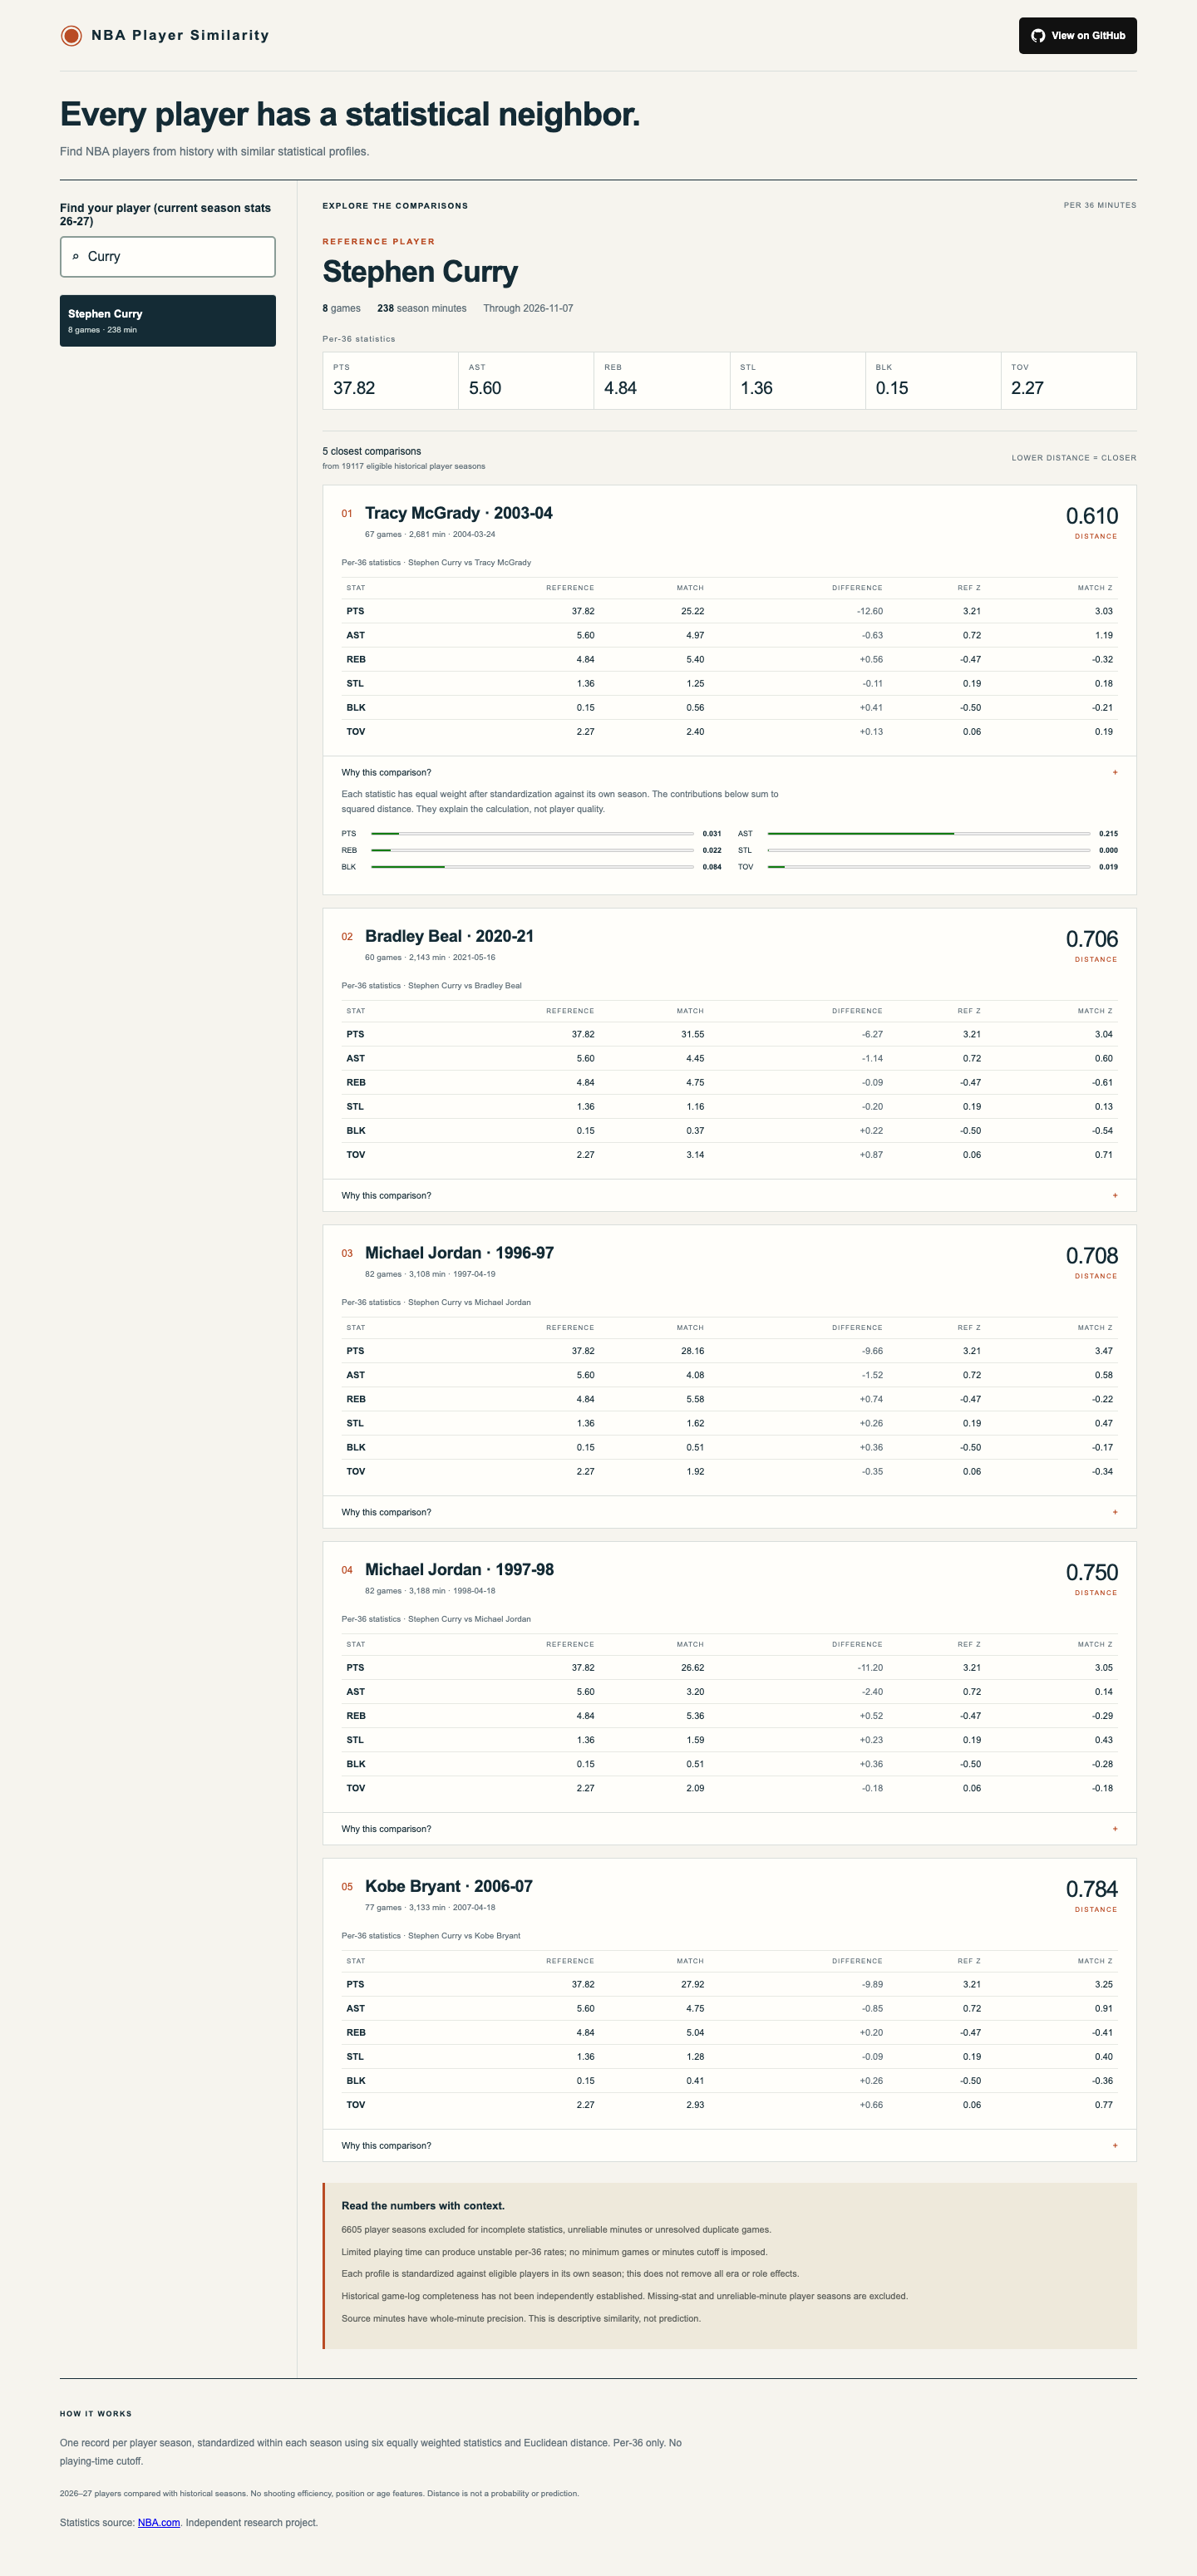 NBA Player Similarity
View on GitHub
Every player has a statistical neighbor.
Find NBA players from history with similar statistical profiles.
Find your player (current season stats
26-27)
Curry
Stephen Curry
8 games · 238 min
EXPLORE THE COMPARISONS
PER 36 MINUTES
REFERENCE PLAYER
Stephen Curry
8 games 238 season minutes Through 2026-11-07
Per-36 statistics
PTS AST REB STL BLK TOV
37.82 5.60 4.84 1.36 0.15 2.27
5 closest comparisons
from 19117 eligible historical player seasons
LOWER DISTANCE = CLOSER
01 Tracy McGrady · 2003-04 0.610
67 games · 2,681 min · 2004-03-24 DISTANCE
Per-36 statistics · Stephen Curry vs Tracy McGrady
STAT REFERENCE MATCH DIFFERENCE REF Z MATCH Z
PTS 37.82 25.22 -12.60 3.21 3.03
AST 5.60 4.97 -0.63 0.72 1.19
REB 4.84 5.40 +0.56 -0.47 -0.32
STL 1.36 1.25 -0.11 0.19 0.18
BLK 0.15 0.56 +0.41 -0.50 -0.21
TOV 2.27 2.40 +0.13 0.06 0.19
Why this comparison? +
Each statistic has equal weight after standardization against its own season. The contributions below sum to
squared distance. They explain the calculation, not player quality.
PTS 0.031 AST 0.215
REB 0.022 STL 0.000
BLK 0.084 TOV 0.019
02 Bradley Beal · 2020-21 0.706
60 games · 2,143 min · 2021-05-16 DISTANCE
Per-36 statistics · Stephen Curry vs Bradley Beal
STAT REFERENCE MATCH DIFFERENCE REF Z MATCH Z
PTS 37.82 31.55 -6.27 3.21 3.04
AST 5.60 4.45 -1.14 0.72 0.60
REB 4.84 4.75 -0.09 -0.47 -0.61
STL 1.36 1.16 -0.20 0.19 0.13
BLK 0.15 0.37 +0.22 -0.50 -0.54
TOV 2.27 3.14 +0.87 0.06 0.71
Why this comparison? +
03 Michael Jordan · 1996-97 0.708
82 games · 3,108 min · 1997-04-19 DISTANCE
Per-36 statistics · Stephen Curry vs Michael Jordan
STAT REFERENCE MATCH DIFFERENCE REF Z MATCH Z
PTS 37.82 28.16 -9.66 3.21 3.47
AST 5.60 4.08 -1.52 0.72 0.58
REB 4.84 5.58 +0.74 -0.47 -0.22
STL 1.36 1.62 +0.26 0.19 0.47
BLK 0.15 0.51 +0.36 -0.50 -0.17
TOV 2.27 1.92 -0.35 0.06 -0.34
Why this comparison? +
04 Michael Jordan · 1997-98 0.750
82 games · 3,188 min · 1998-04-18 DISTANCE
Per-36 statistics · Stephen Curry vs Michael Jordan
STAT REFERENCE MATCH DIFFERENCE REF Z MATCH Z
PTS 37.82 26.62 -11.20 3.21 3.05
AST 5.60 3.20 -2.40 0.72 0.14
REB 4.84 5.36 +0.52 -0.47 -0.29
STL 1.36 1.59 +0.23 0.19 0.43
BLK 0.15 0.51 +0.36 -0.50 -0.28
TOV 2.27 2.09 -0.18 0.06 -0.18
Why this comparison? +
05 Kobe Bryant · 2006-07 0.784
77 games · 3,133 min · 2007-04-18 DISTANCE
Per-36 statistics · Stephen Curry vs Kobe Bryant
STAT REFERENCE MATCH DIFFERENCE REF Z MATCH Z
PTS 37.82 27.92 -9.89 3.21 3.25
AST 5.60 4.75 -0.85 0.72 0.91
REB 4.84 5.04 +0.20 -0.47 -0.41
STL 1.36 1.28 -0.09 0.19 0.40
BLK 0.15 0.41 +0.26 -0.50 -0.36
TOV 2.27 2.93 +0.66 0.06 0.77
Why this comparison? +
Read the numbers with context.
6605 player seasons excluded for incomplete statistics, unreliable minutes or unresolved duplicate games.
Limited playing time can produce unstable per-36 rates; no minimum games or minutes cutoff is imposed.
Each profile is standardized against eligible players in its own season; this does not remove all era or role effects.
Historical game-log completeness has not been independently established. Missing-stat and unreliable-minute player seasons are excluded.
Source minutes have whole-minute precision. This is descriptive similarity, not prediction.
HOW IT WORKS
One record per player season, standardized within each season using six equally weighted statistics and Euclidean distance. Per-36 only. No
playing-time cutoff.
2026–27 players compared with historical seasons. No shooting efficiency, position or age features. Distance is not a probability or prediction.
Statistics source: NBA.com. Independent research project.